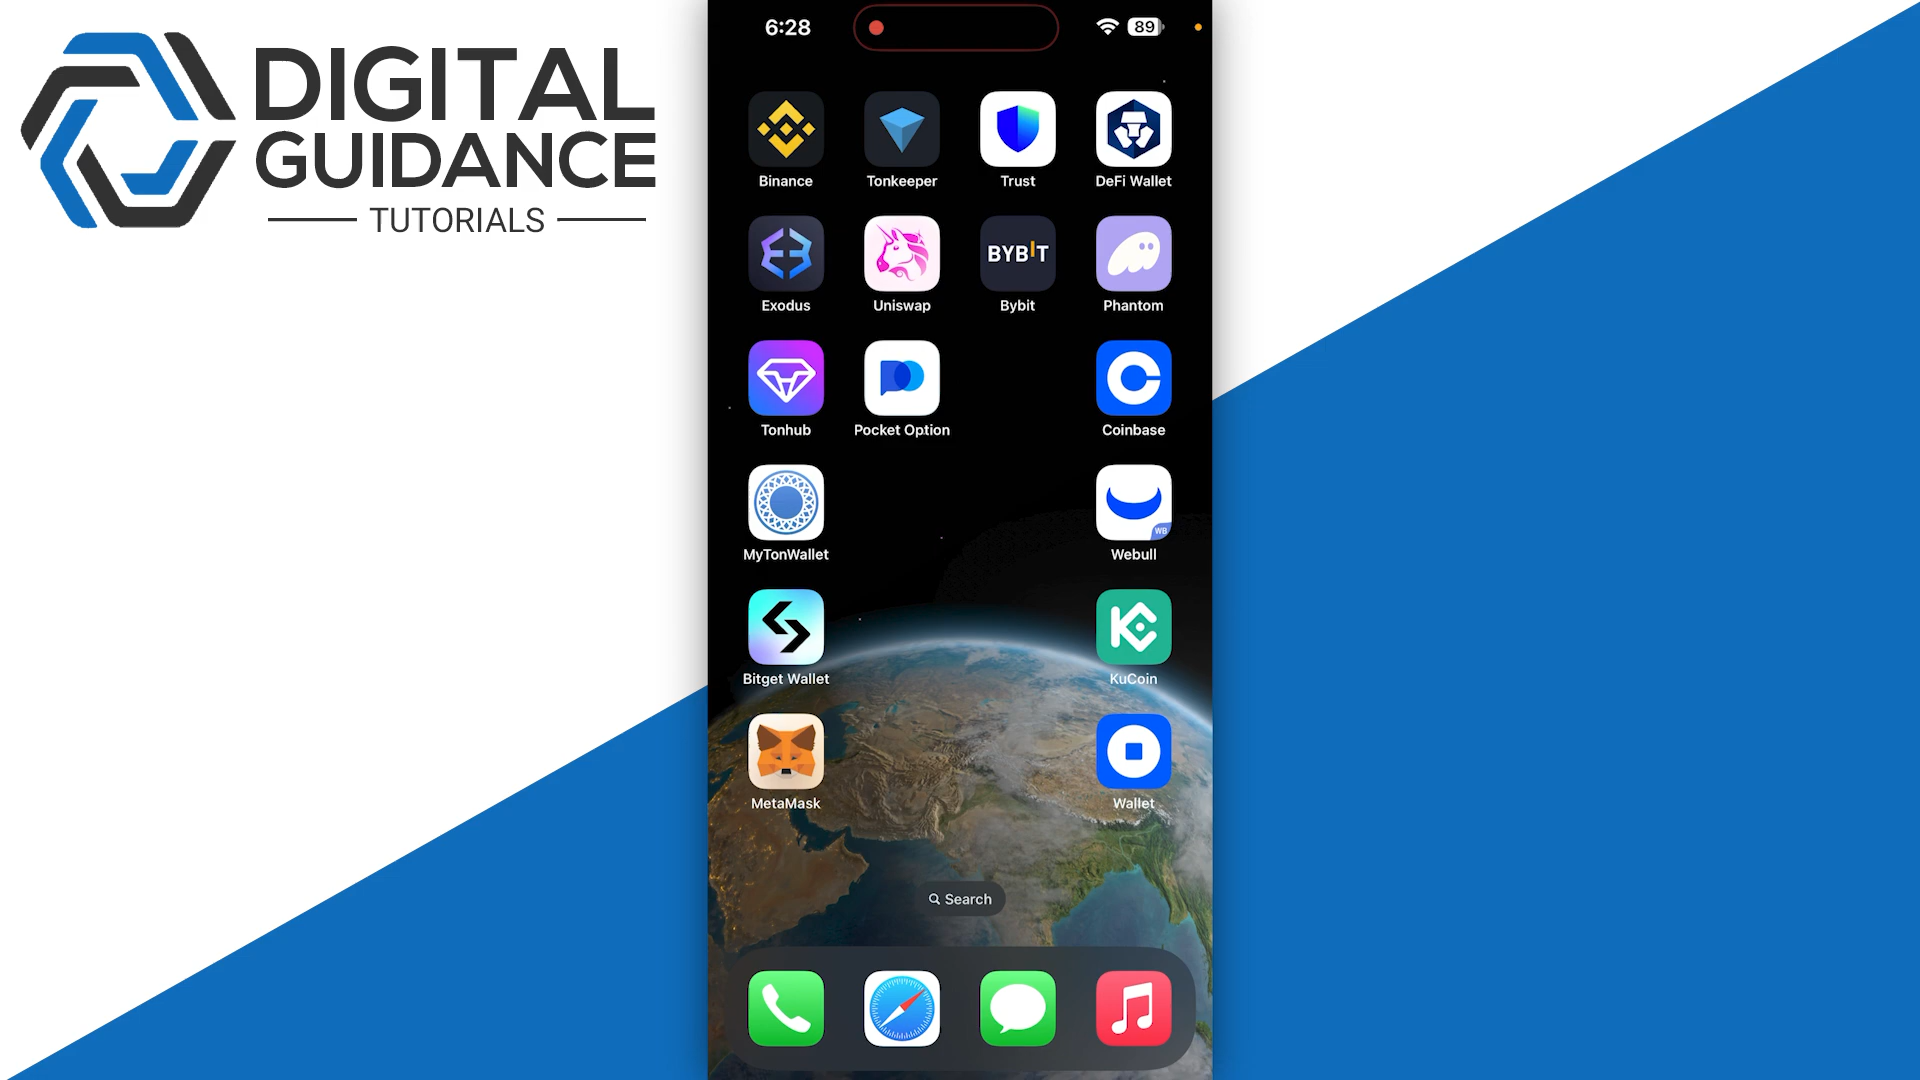 DIGITAL
GUIDANCE
TUTORIALS
6:28
89
Binance
Tonkeeper
Trust
DeFi Wallet
Exodus
Uniswap
BYBIT
Bybit
Phantom
Tonhub
Pocket Option
Coinbase
MyTonWallet
WB
Webull
Bitget Wallet
KuCoin
MetaMask
Wallet
Search